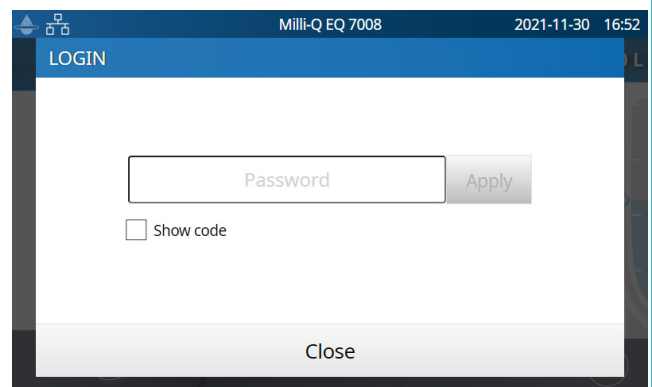 Milli-Q EQ 7008 2021-11-30 16:52
LOGIN
L
Password Apply
Show code
Close